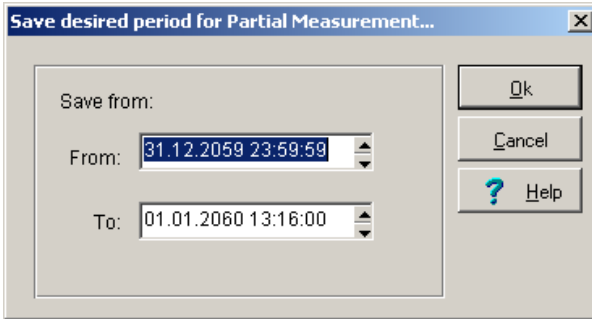 Save desired period for Partial Measurement...
Save from:
From: 31.12.2059 23:59:59
To: 01.01.2060 13:16:00
Ok
Cancel
? Help